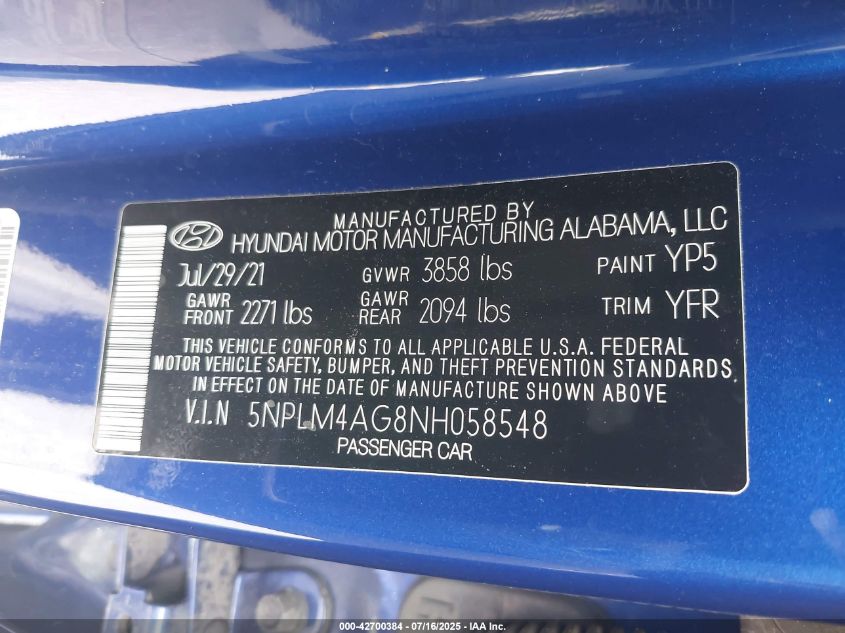 MANUFACTURED BY
HYUNDAI MOTOR MANUFACTURING ALABAMA, LLC
Jul/29/21 GVWR 3858 lbs PAINT YP5
GAWR FRONT 2271 lbs GAWR REAR 2094 lbs TRIM YFR
THIS VEHICLE CONFORMS TO ALL APPLICABLE U.S.A. FEDERAL
MOTOR VEHICLE SAFETY, BUMPER, AND THEFT PREVENTION STANDARDS
IN EFFECT ON THE DATE OF MANUFACTURE SHOWN ABOVE
V.I.N 5NPLM4AG8NH058548
PASSENGER CAR
000-42700384 - 07/16/2025 - IAA Inc.